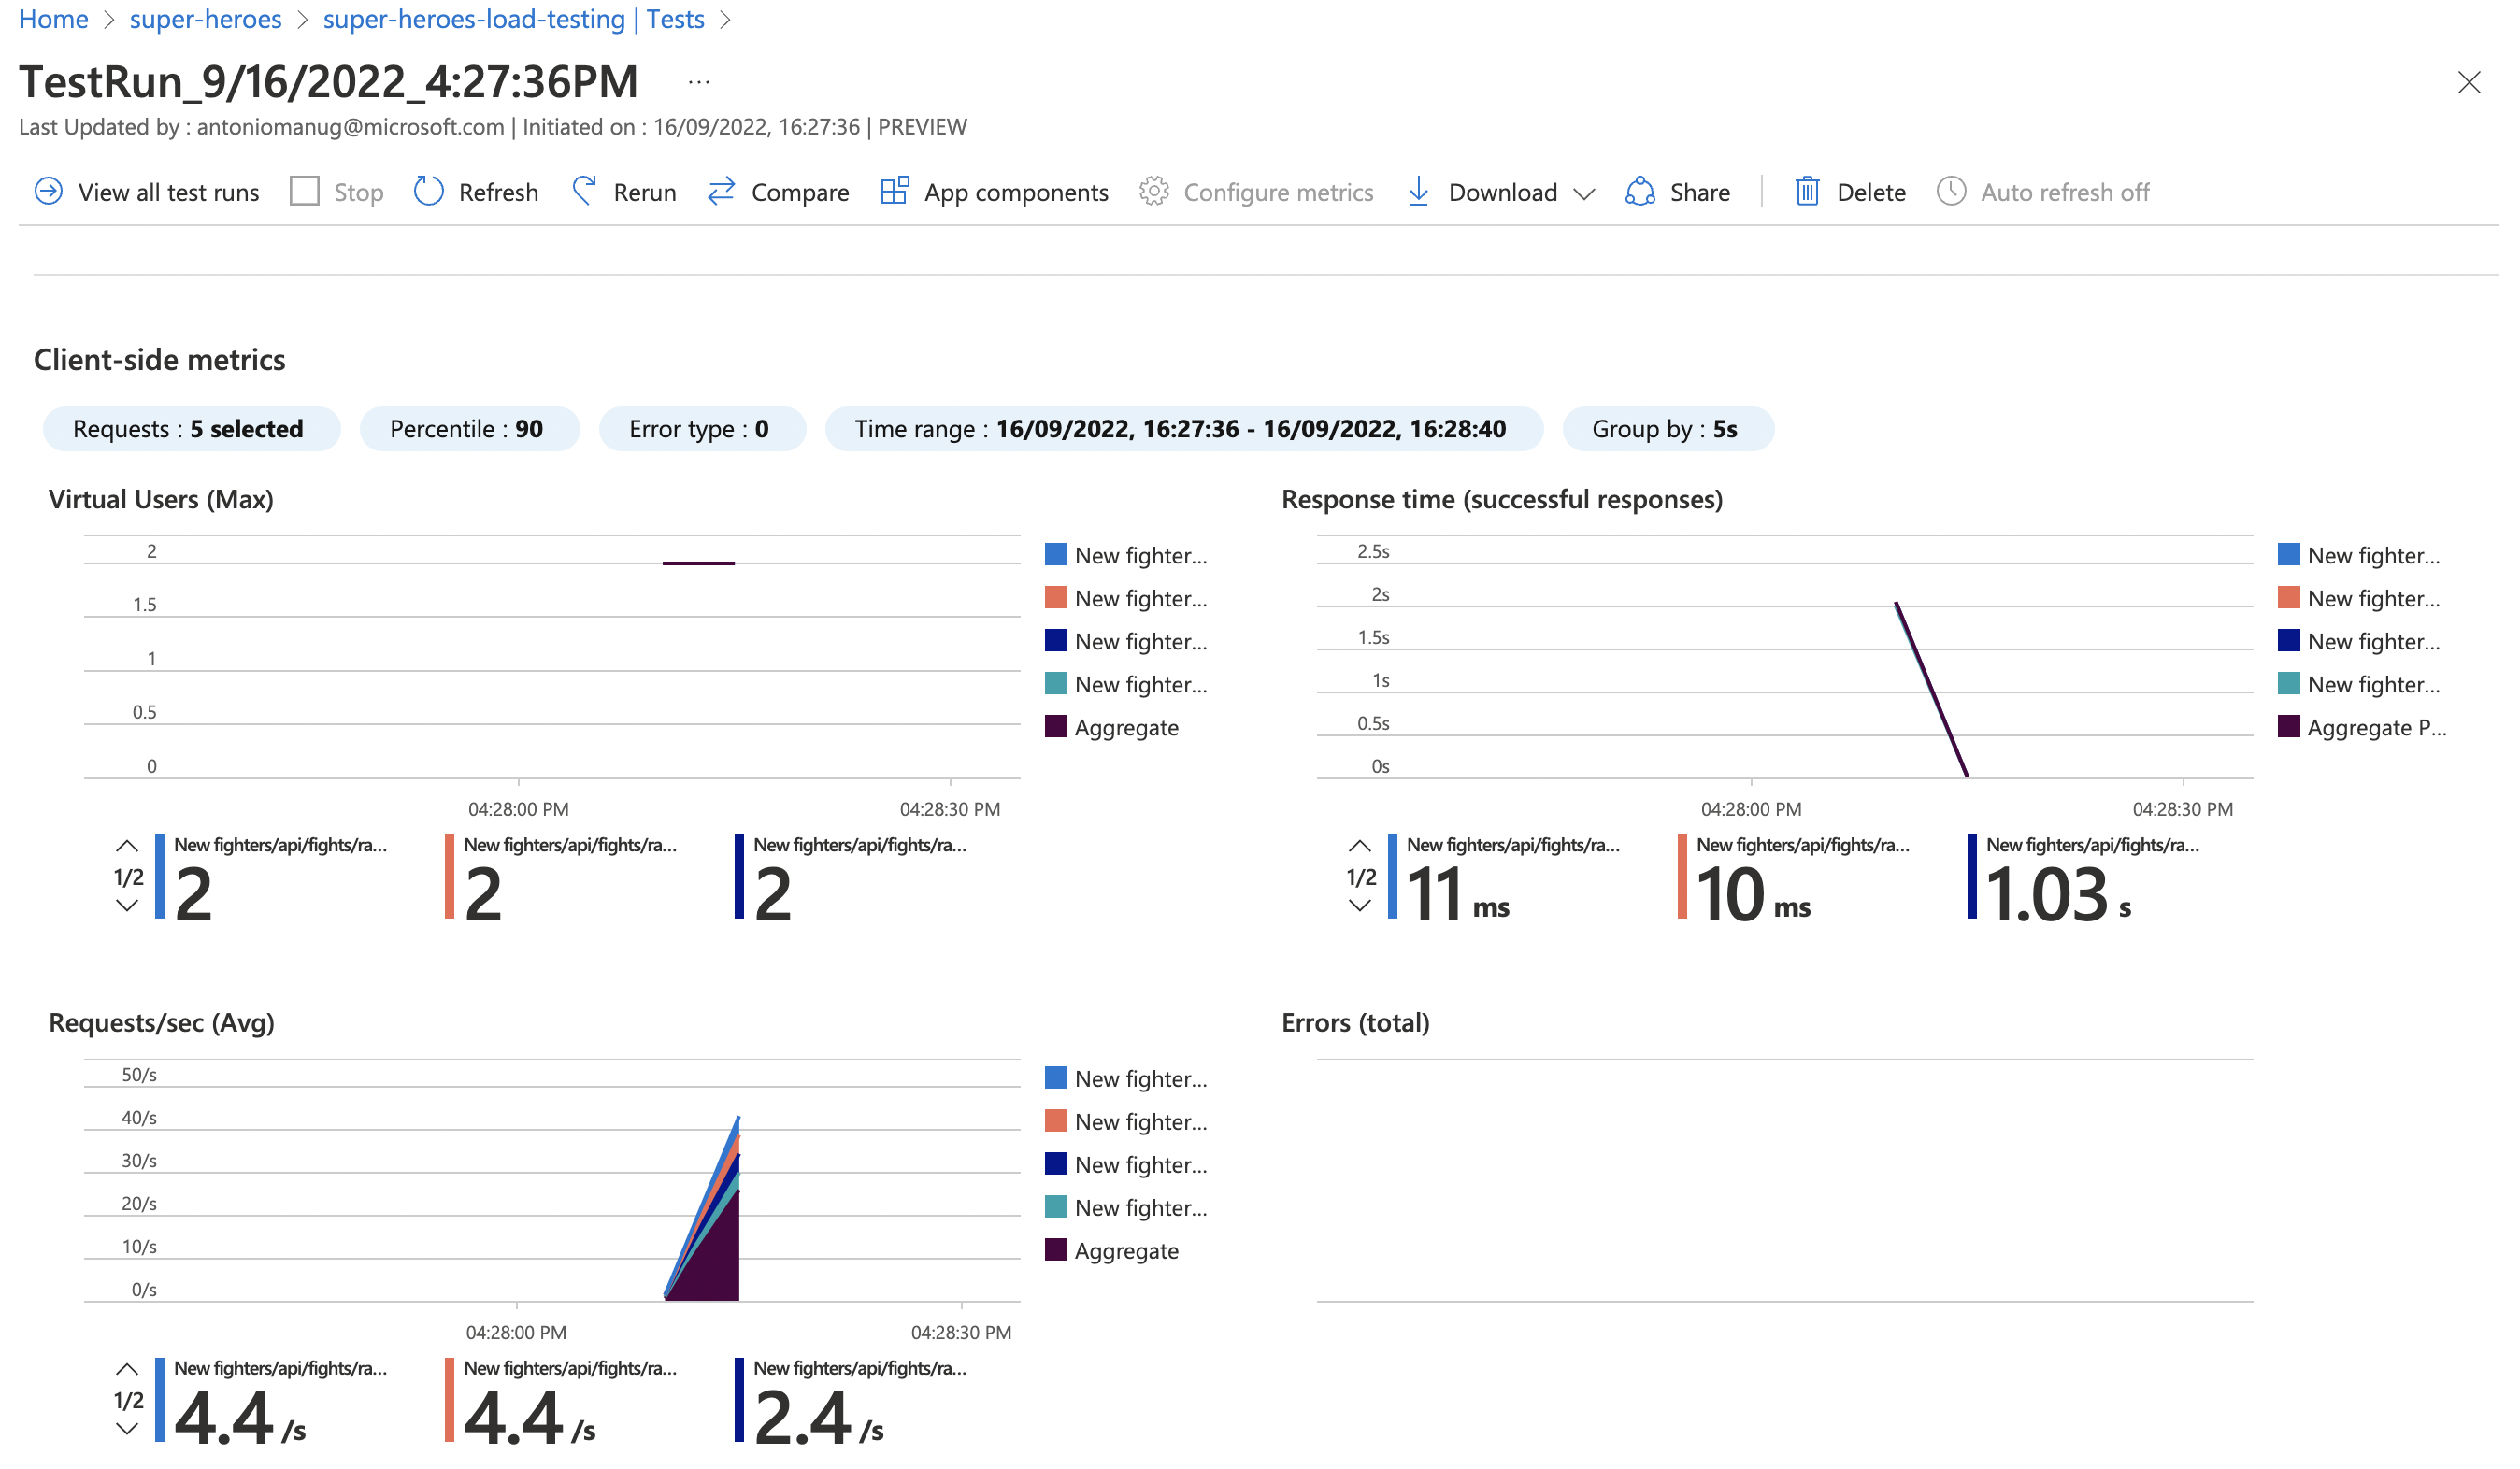 Home > super-heroes > super-heroes-load-testing | Tests >
TestRun_9/16/2022_4:27:36PM ...
Last Updated by : antoniomanug@microsoft.com | Initiated on : 16/09/2022, 16:27:36 | PREVIEW
View all test runs Stop Refresh Rerun Compare App components Configure metrics Download Share Delete Auto refresh off
Client-side metrics
Requests : 5 selected Percentile : 90 Error type : 0 Time range : 16/09/2022, 16:27:36 - 16/09/2022, 16:28:40 Group by : 5s
Virtual Users (Max)
2
1.5
1
0.5
0
04:28:00 PM 04:28:30 PM
New fighter...
New fighter...
New fighter...
New fighter...
Aggregate
1/2
New fighters/api/fights/ra... New fighters/api/fights/ra... New fighters/api/fights/ra...
2 2 2
Response time (successful responses)
2.5s
2s
1.5s
1s
0.5s
0s
04:28:00 PM 04:28:30 PM
New fighter...
New fighter...
New fighter...
New fighter...
Aggregate P...
1/2
New fighters/api/fights/ra... New fighters/api/fights/ra... New fighters/api/fights/ra...
11 ms 10 ms 1.03 s
Requests/sec (Avg)
50/s
40/s
30/s
20/s
10/s
0/s
04:28:00 PM 04:28:30 PM
New fighter...
New fighter...
New fighter...
New fighter...
Aggregate
1/2
New fighters/api/fights/ra... New fighters/api/fights/ra... New fighters/api/fights/ra...
4.4 /s 4.4 /s 2.4 /s
Errors (total)